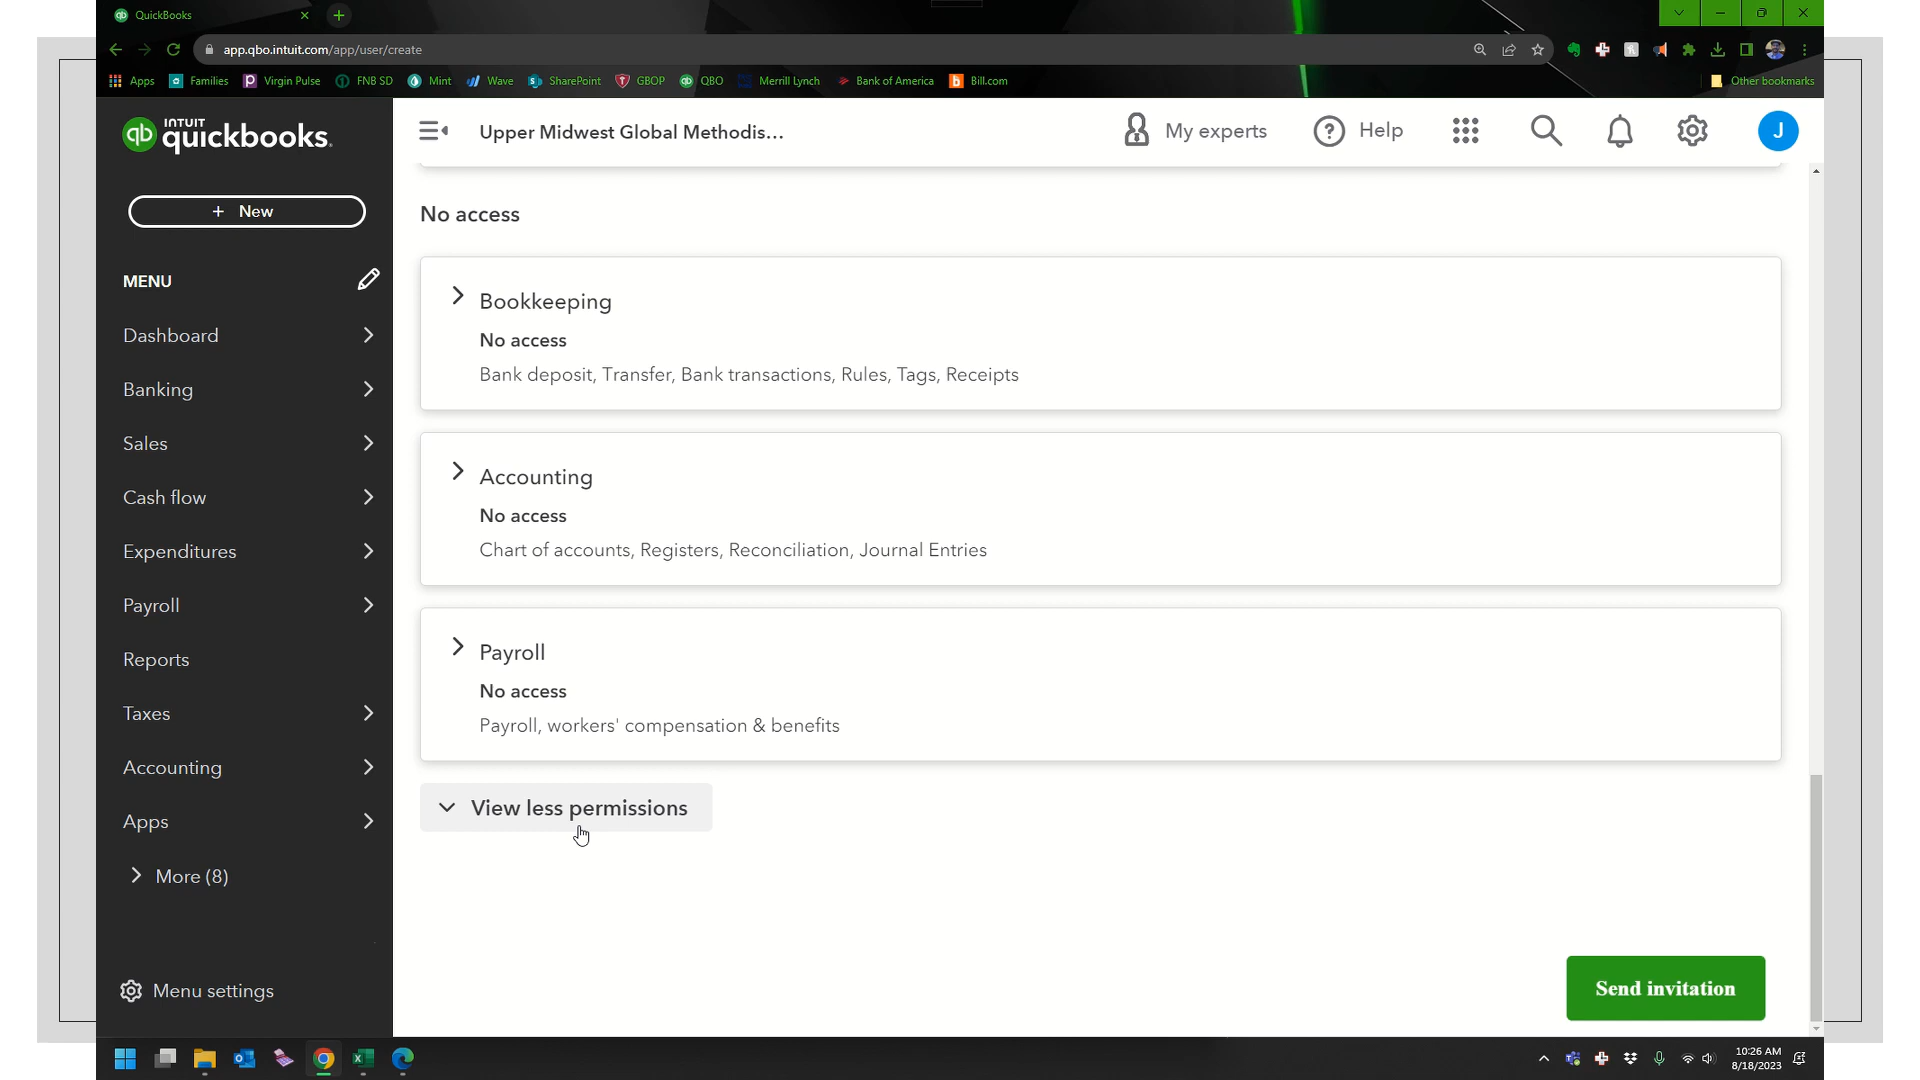 QuickBooks
app.qbo.intuit.com/app/user/create
Apps Families Virgin Pulse FNB SD Mint Wave SharePoint GBOP QBO Merrill Lynch Bank of America Bill.com Other bookmarks
INTUIT
quickbooks.
Upper Midwest Global Methodis... My experts Help J
+ New
MENU
Dashboard
Banking
Sales
Cash flow
Expenditures
Payroll
Reports
Taxes
Accounting
Apps
More (8)
Menu settings
No access
Bookkeeping
No access
Bank deposit, Transfer, Bank transactions, Rules, Tags, Receipts
Accounting
No access
Chart of accounts, Registers, Reconciliation, Journal Entries
Payroll
No access
Payroll, workers' compensation & benefits
View less permissions
Send invitation
10:26 AM
8/18/2023